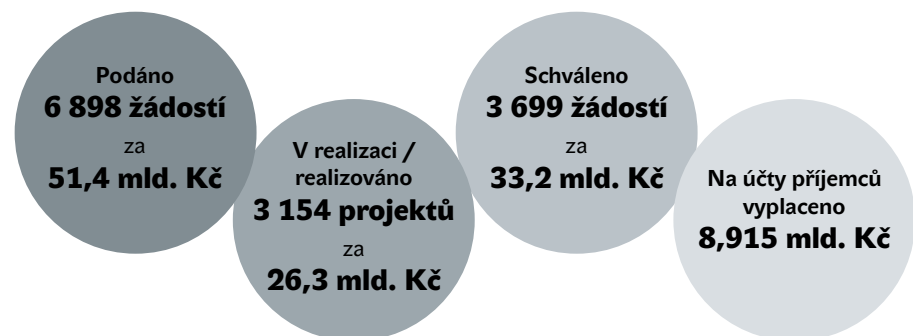 Podáno
6 898 žádostí
za
51,4 mld. Kč
V realizaci /
realizováno
3 154 projektů
za
26,3 mld. Kč
Schváleno
3 699 žádostí
za
33,2 mld. Kč
Na účty příjemců
vyplaceno
8,915 mld. Kč